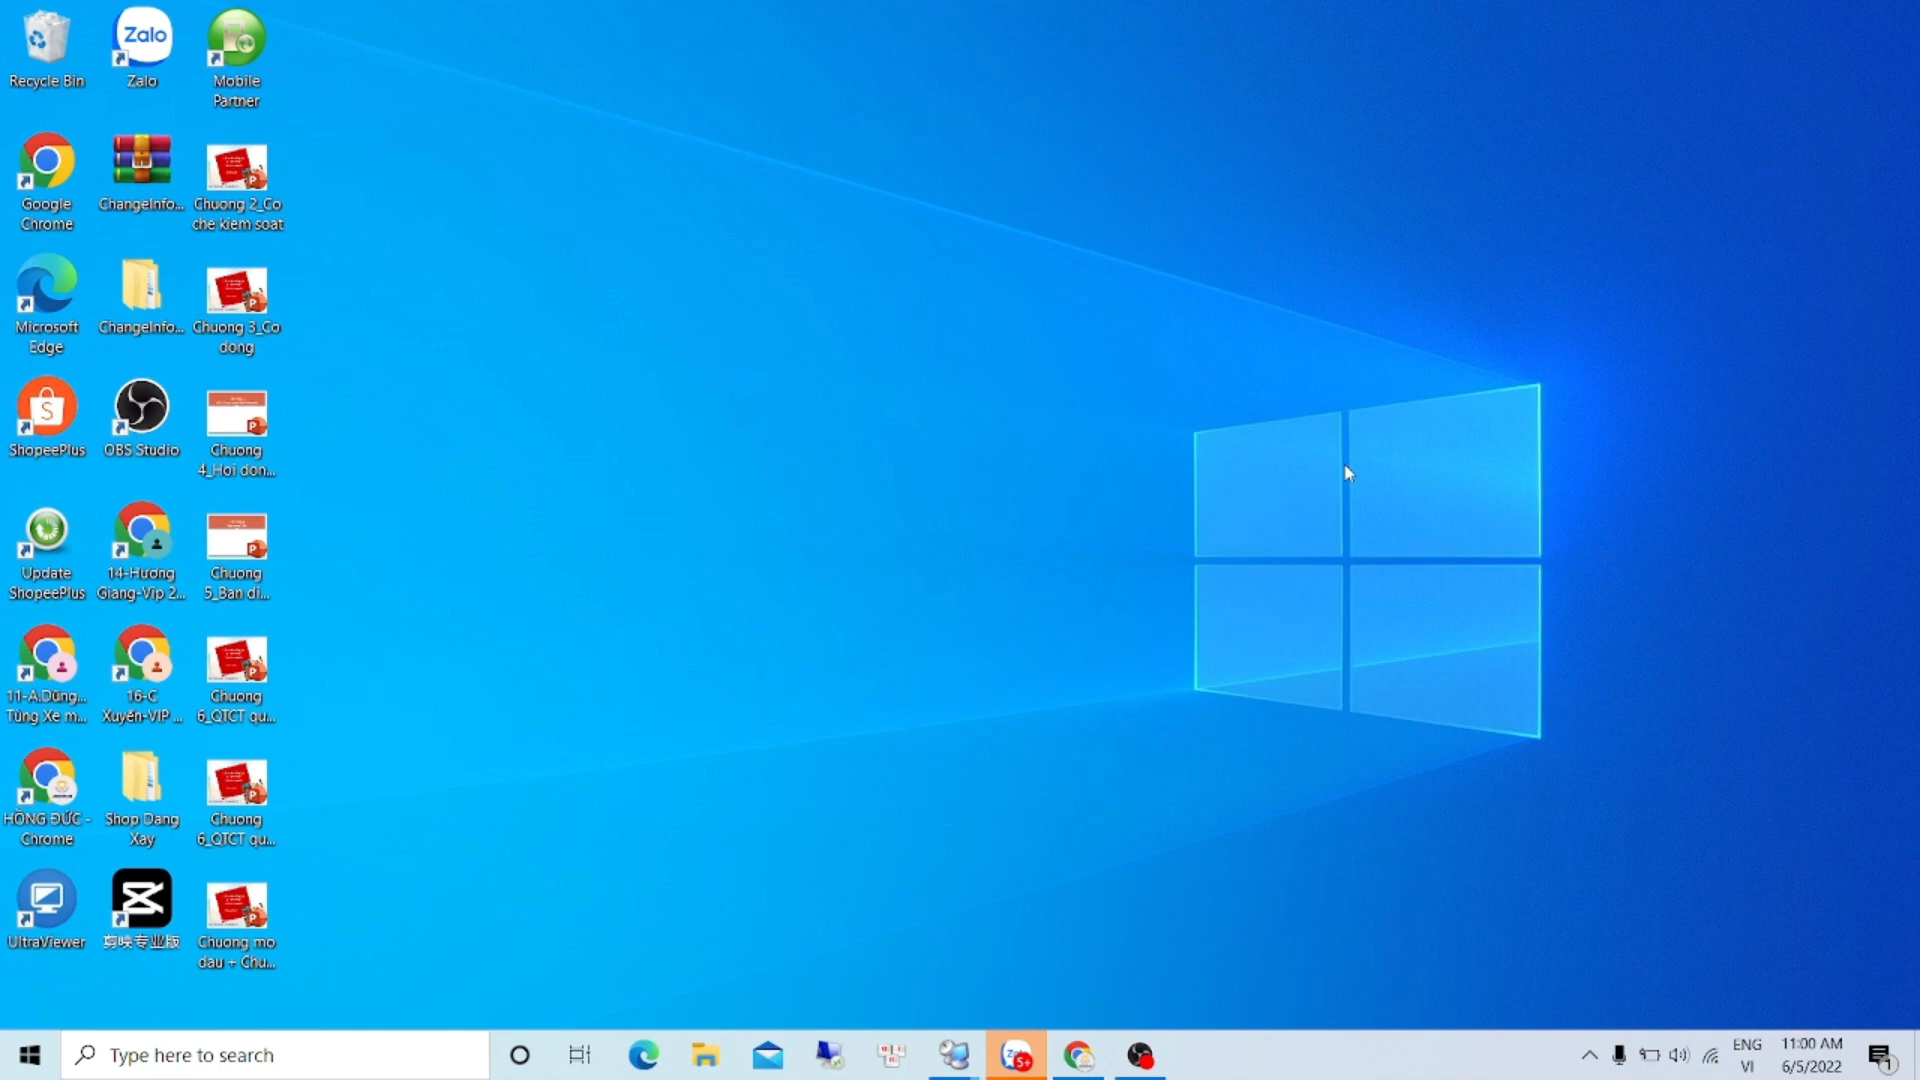 Recycle Bin
Zalo
Zalo
Mobile
Partner
Google
Chrome
ChangeInfo...
Chuong 2_Co
che kiem soat
Microsoft
Edge
ChangeInfo...
Chuong 3_Co
dong
S
ShopeePlus
OBS Studio
Chuong
4_Hoi don...
Update
ShopeePlus
14-Hương
Giang-Vip 2...
Chuong
5_Ban di...
11-A.Dũng...
Tùng Xe m...
16-C
Xuyến-VIP ...
Chuong
6_QTCT qu...
HỒNG ĐỨC -
Chrome
Shop Dang
Xay
Chuong
6_QTCT qu...
UltraViewer
剪映专业版
Chuong mo
dau + Chu...
Type here to search
5+
ENG
VI
11:00 AM
6/5/2022
1